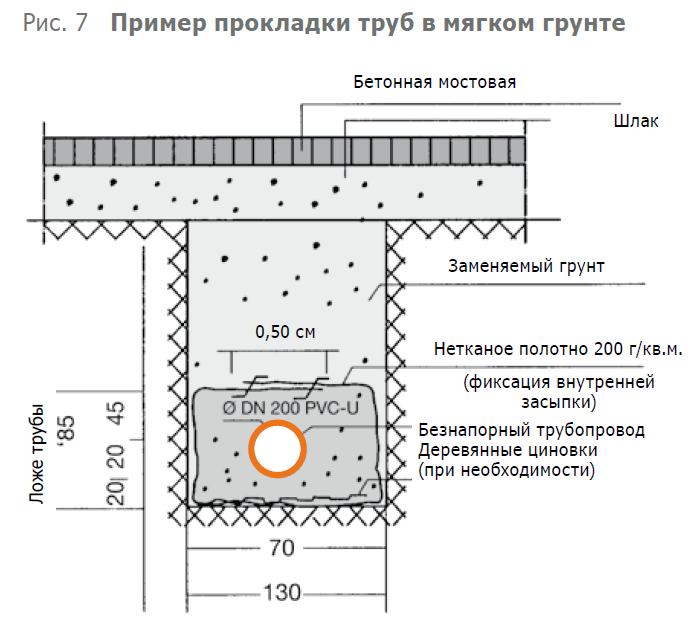 Рис. 7 Пример прокладки труб в мягком грунте
Бетонная мостовая
Шлак
Заменяемый грунт
0,50 см
Нетканое полотно 200 г/кв.м.
(фиксация внутренней
засыпки)
Ø DN 200 PVC-U
Безнапорный трубопровод
Деревянные циновки
(при необходимости)
Ложе трубы
'85
45
20
20
70
130